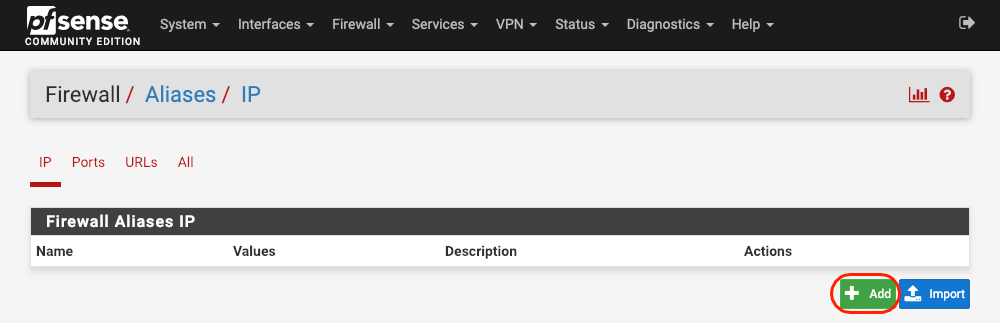 pfsense System Interfaces Firewall Services VPN Status Diagnostics Help
COMMUNITY EDITION
Firewall / Aliases / IP
IP Ports URLs All
Firewall Aliases IP
Name Values Description Actions
Add Import